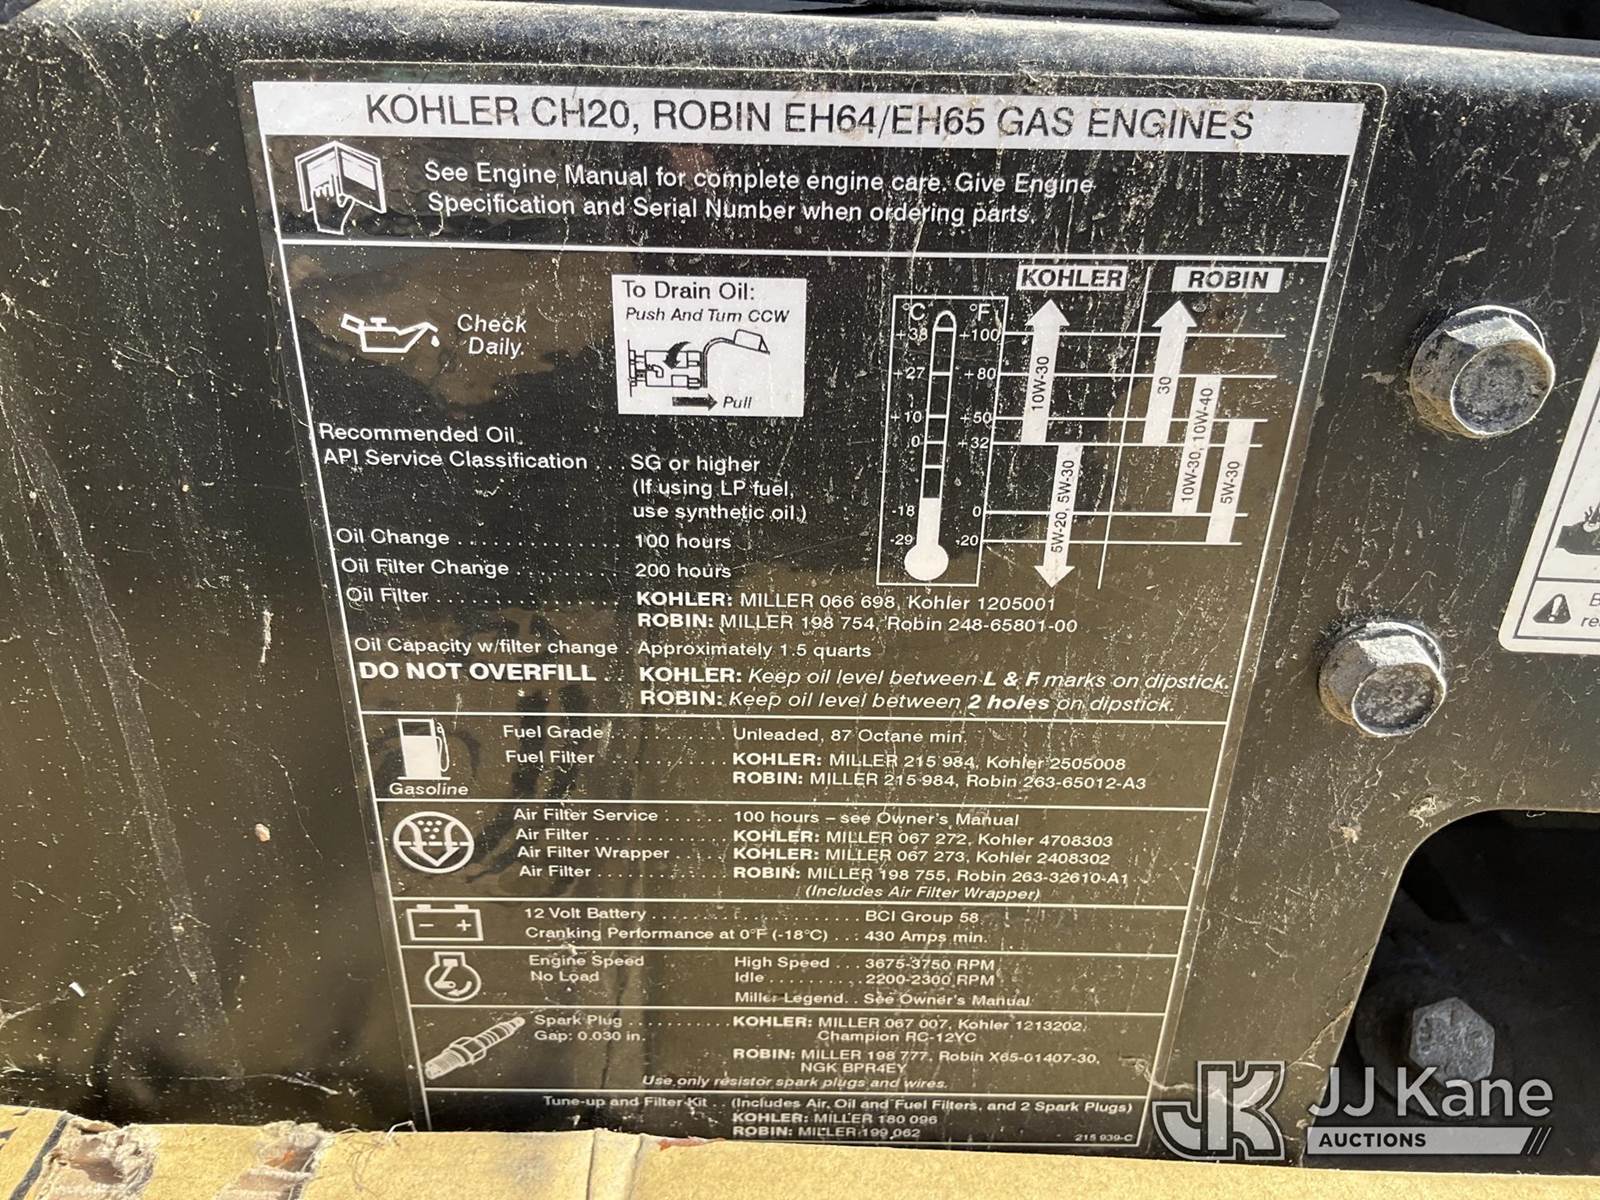 KOHLER CH20, ROBIN EH64/EH65 GAS ENGINES
See Engine Manual for complete engine care. Give Engine
Specification and Serial Number when ordering parts.
Check
Daily.
To Drain Oil:
Push And Turn CCW
Pull
°C °F
+38 +100
+27 +80
+10 +50
0 +32
-18 0
-29 -20
KOHLER
ROBIN
10W-30
5W-20, 5W-30
30
10W-30, 10W-40
5W-30
Recommended Oil
API Service Classification . . . SG or higher
(If using LP fuel,
use synthetic oil.)
Oil Change . . . . . . . . . . . . . . 100 hours
Oil Filter Change . . . . . . . . . . 200 hours
Oil Filter . . . . . . . . . . . . . . . . KOHLER: MILLER 066 698, Kohler 1205001
ROBIN: MILLER 198 754, Robin 248-65801-00
Oil Capacity w/filter change . Approximately 1.5 quarts
DO NOT OVERFILL . . KOHLER: Keep oil level between L & F marks on dipstick.
ROBIN: Keep oil level between 2 holes on dipstick.
Gasoline
Fuel Grade . . . . . . . . . . . Unleaded, 87 Octane min.
Fuel Filter . . . . . . . . . . . . KOHLER: MILLER 215 984, Kohler 2505008
ROBIN: MILLER 215 984, Robin 263-65012-A3
Air Filter Service . . . . . . 100 hours – see Owner's Manual
Air Filter . . . . . . . . . . . . . KOHLER: MILLER 067 272, Kohler 4708303
Air Filter Wrapper . . . . . KOHLER: MILLER 067 273, Kohler 2408302
Air Filter . . . . . . . . . . . . . ROBIN: MILLER 198 755, Robin 263-32610-A1
(Includes Air Filter Wrapper)
12 Volt Battery . . . . . . . . . . . . . . . . . . . . . BCI Group 58
Cranking Performance at 0°F (-18°C) . . . 430 Amps min.
Engine Speed High Speed . . . 3675-3750 RPM
No Load Idle . . . . . . . . . . 2200-2300 RPM
Miller Legend . . See Owner's Manual
Spark Plug . . . . . . . . . . . KOHLER: MILLER 067 007, Kohler 1213202,
Gap: 0.030 in. Champion RC-12YC
ROBIN: MILLER 198 777, Robin X65-01407-30,
NGK BPR4EY
Use only resistor spark plugs and wires.
Tune-up and Filter Kit . . (Includes Air, Oil and Fuel Filters, and 2 Spark Plugs)
KOHLER: MILLER 180 096
ROBIN: MILLER 199 062
215 939-C
JK JJ Kane
AUCTIONS